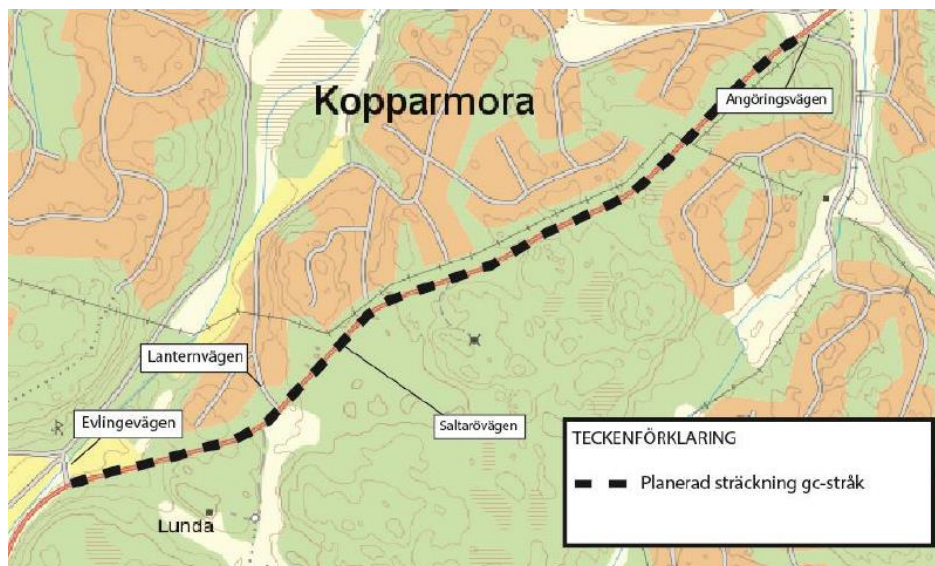 Kopparmora
Angöringsvägen
Lanternvägen
Evlingevägen
Saltarövägen
TECKENFÖRKLARING
Planerad sträckning gc-stråk
Lunda